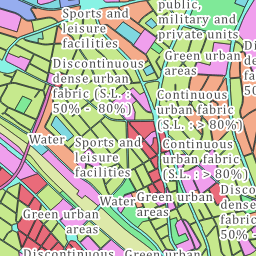 Sports and
leisure
facilities
public,
military and
private units
Green urban
areas
Discontinuous
dense urban
fabric (S.L. :
50% - 80%)
Continuous
urban fabric
(S.L. : > 80%)
Water
Sports and
leisure
facilities
Continuous
urban fabric
(S.L. : > 80%)
Water
Green urban
areas
Green urban
areas
Disco
dense
fabric
50% -
Discontinuous